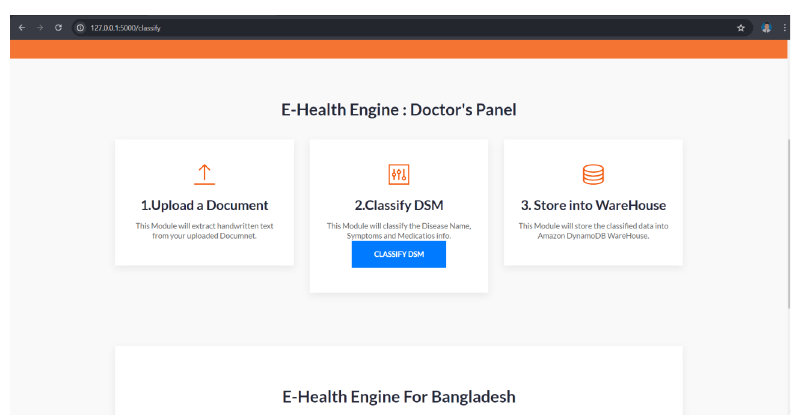 127.0.0.1:5000/classify
E-Health Engine : Doctor's Panel
1.Upload a Document
This Module will extract handwritten text
from your uploaded Documnet.
2.Classify DSM
This Module will classify the Disease Name,
Symptoms and Medicatios info.
CLASSIFY DSM
3. Store into WareHouse
This Module will store the classified data into
Amazon DynamoDB WareHouse.
E-Health Engine For Bangladesh